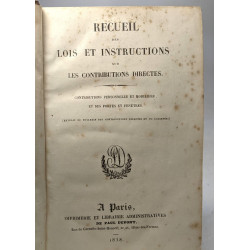 RECUEIL
DES
LOIS ET INSTRUCTIONS
SUR
LES CONTRIBUTIONS DIRECTES.
CONTRIBUTIONS PERSONNELLE ET MOBILIÈRE
ET DES PORTES ET FENÊTRES.
A Paris,
IMPRIMERIE ET LIBRAIRIE ADMINISTRATIVES
DE PAUL DUPONT,
1838.